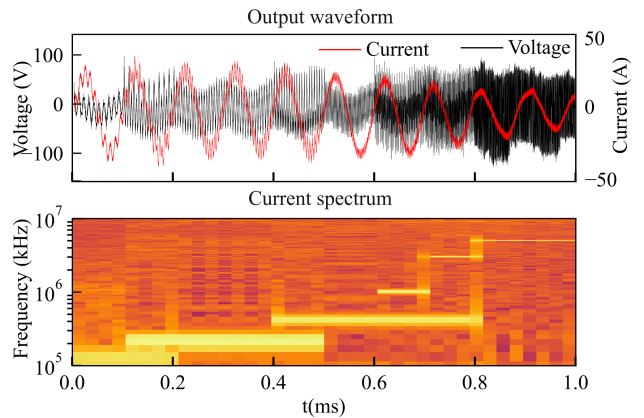 Output waveform
Voltage (V)
100
0
-100
Current
Voltage
50
0
−50
Current (A)
Current spectrum
Frequency (kHz)
10⁷
10⁶
10⁵
0.0 0.2 0.4 0.6 0.8 1.0
t(ms)